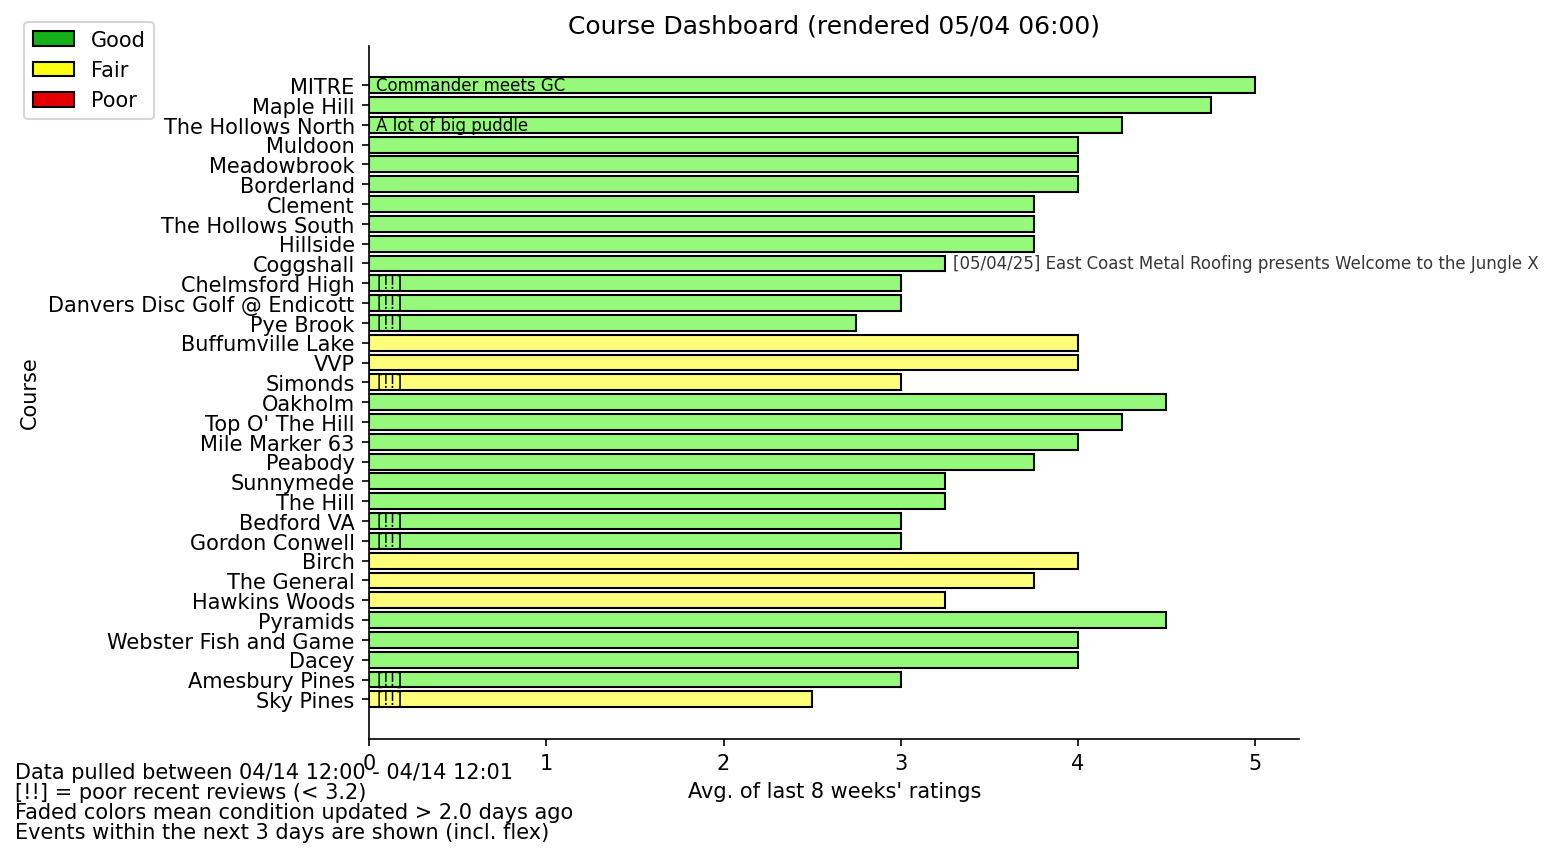 Course Dashboard (rendered 05/04 06:00)
Good
Fair
Poor
Course
MITRE
Commander meets GC
Maple Hill
The Hollows North
A lot of big puddle
Muldoon
Meadowbrook
Borderland
Clement
The Hollows South
Hillside
Coggshall
[05/04/25] East Coast Metal Roofing presents Welcome to the Jungle X
Chelmsford High
[!!]
Danvers Disc Golf @ Endicott
[!!]
Pye Brook
[!!]
Buffumville Lake
VVP
Simonds
[!!]
Oakholm
Top O' The Hill
Mile Marker 63
Peabody
Sunnymede
The Hill
Bedford VA
[!!]
Gordon Conwell
[!!]
Birch
The General
Hawkins Woods
Pyramids
Webster Fish and Game
Dacey
Amesbury Pines
[!!]
Sky Pines
[!!]
0 1 2 3 4 5
Avg. of last 8 weeks' ratings
Data pulled between 04/14 12:00 - 04/14 12:01
[!!] = poor recent reviews (< 3.2)
Faded colors mean condition updated > 2.0 days ago
Events within the next 3 days are shown (incl. flex)